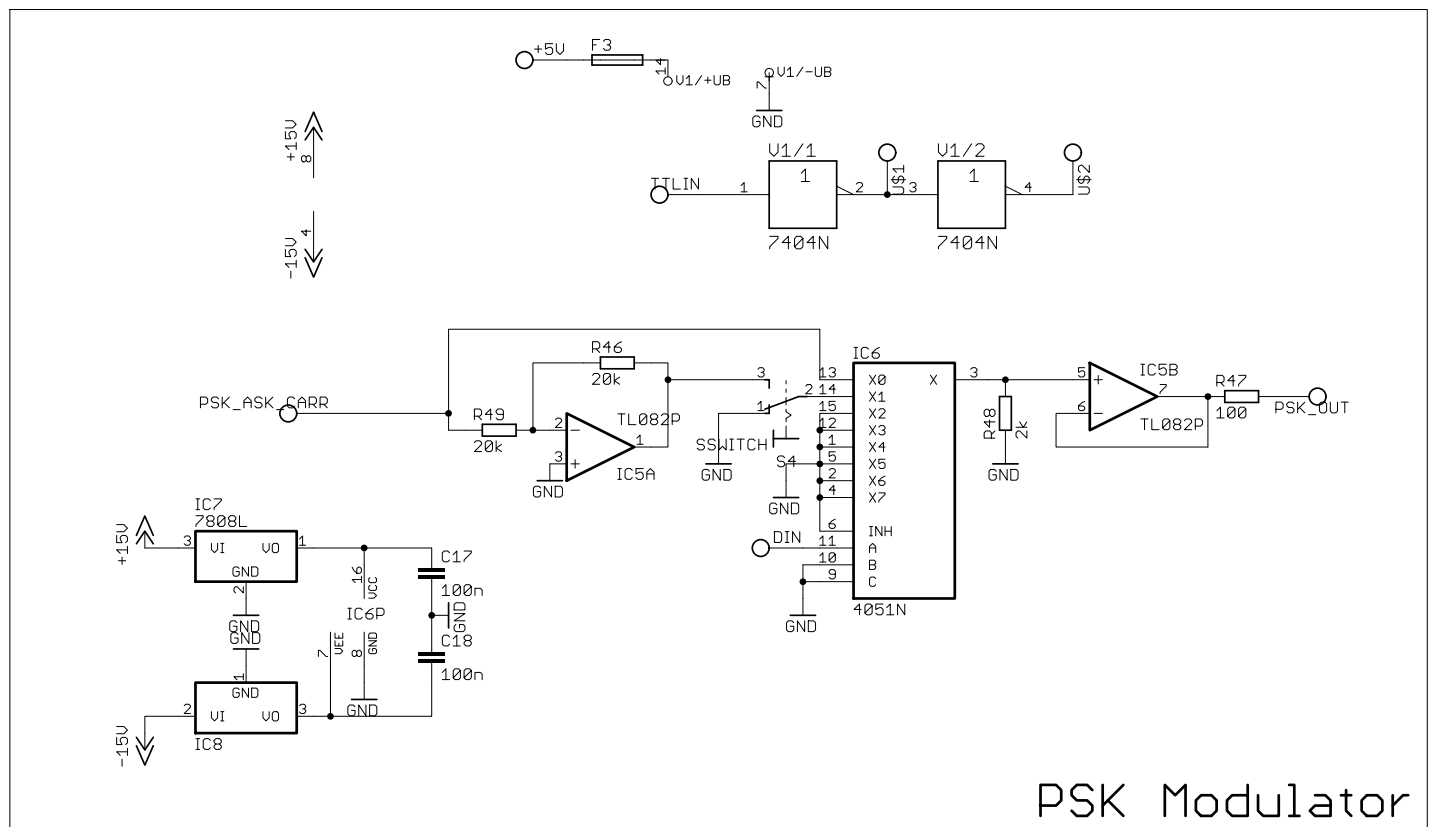 +5V
F3
14
V1/+UB
V1/-UB
7
GND
+15V
8
4
-15V
TTLIN
1
V1/1
1
2
7404N
U$1
3
V1/2
1
4
7404N
U$2
PSK_ASK_CARR
R49
20k
R46
20k
2
3
1
TL082P
IC5A
GND
3
2
1
SSWITCH
S4
GND
GND
IC6
13 X0
14 X1
15 X2
12 X3
1 X4
5 X5
2 X6
4 X7
6 INH
11 A
10 B
9 C
X 3
4051N
DIN
GND
R48
2k
GND
5
6
7
IC5B
TL082P
R47
100
PSK_OUT
IC7
7808L
+15V
3
VI VO
GND
1
2
GND
GND
1
GND
VI VO
2
3
IC8
-15V
16
VCC
IC6P
7
VEE
8
GND
GND
C17
100n
GND
C18
100n
PSK Modulator